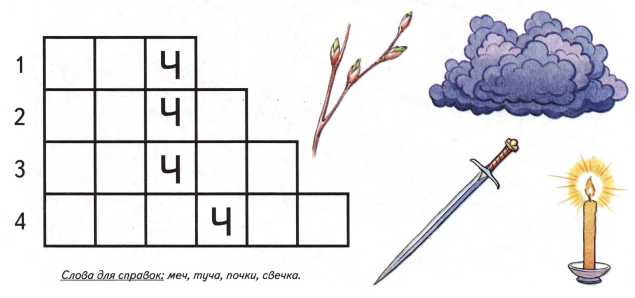 1 Ч
2 Ч
3 Ч
4 Ч
Слова для справок: меч, туча, почки, свечка.